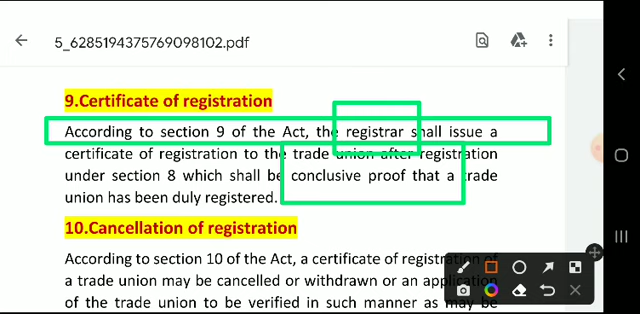 5_6285194375769098102.pdf
9.Certificate of registration
According to section 9 of the Act, the registrar shall issue a
certificate of registration to the trade union after registration
under section 8 which shall be conclusive proof that a trade
union has been duly registered.
10.Cancellation of registration
According to section 10 of the Act, a certificate of registration of
a trade union may be cancelled or withdrawn or an application
of the trade union to be verified in such manner as may be